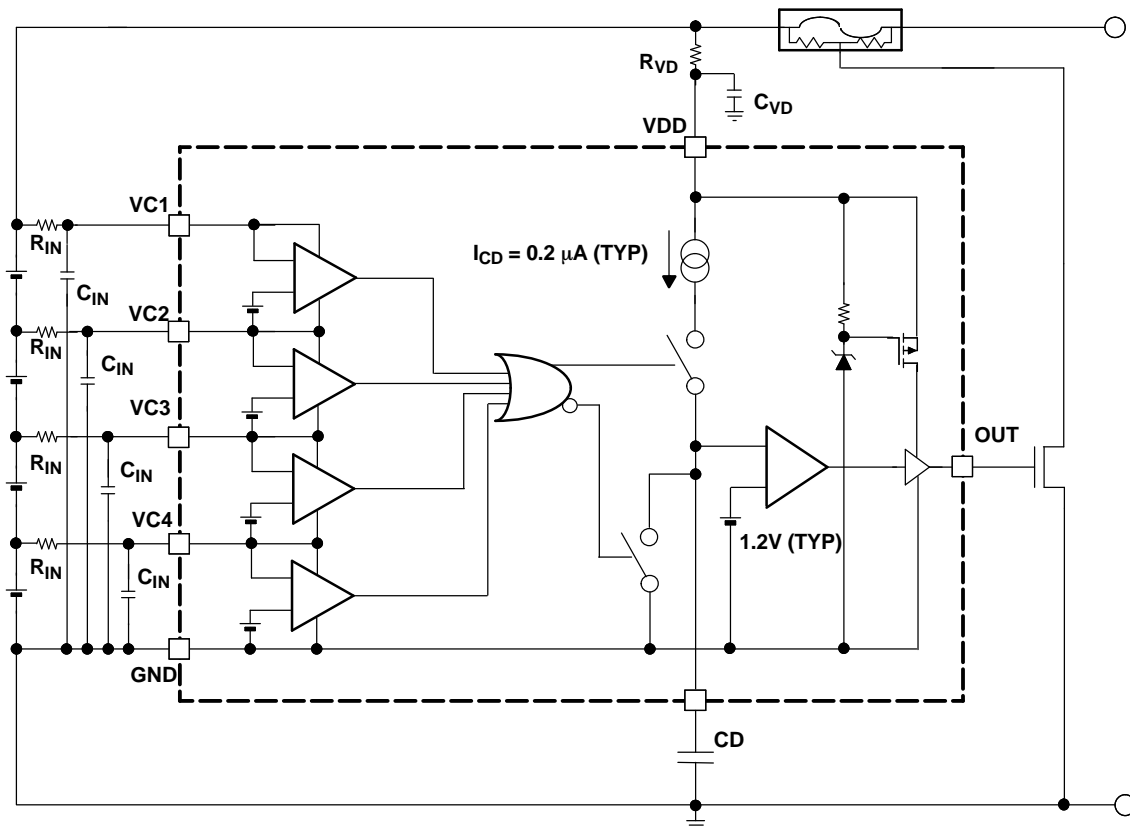 R_VD
C_VD
VDD
VC1
R_IN
I_CD = 0.2 μA (TYP)
C_IN
VC2
R_IN
C_IN
VC3
R_IN
C_IN
OUT
VC4
R_IN
C_IN
1.2V (TYP)
GND
CD